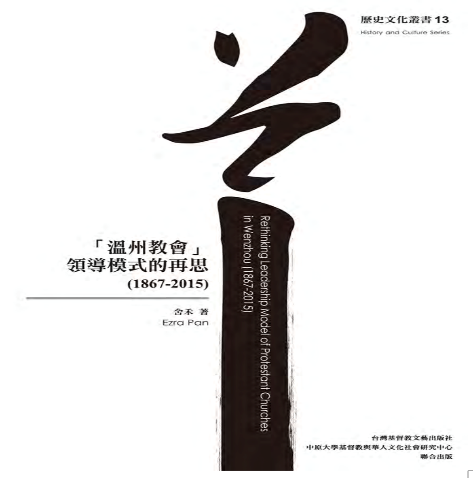 歷史文化叢書 13
History and Culture Series
「溫州教會」
領導模式的再思
(1867-2015)
舍禾 著
Ezra Pan
Rethinking Leadership Model of Protestant Churches
in Wenzhou (1867-2015)
台灣基督教文藝出版社
中原大學基督教與華人文化社會研究中心
聯合出版